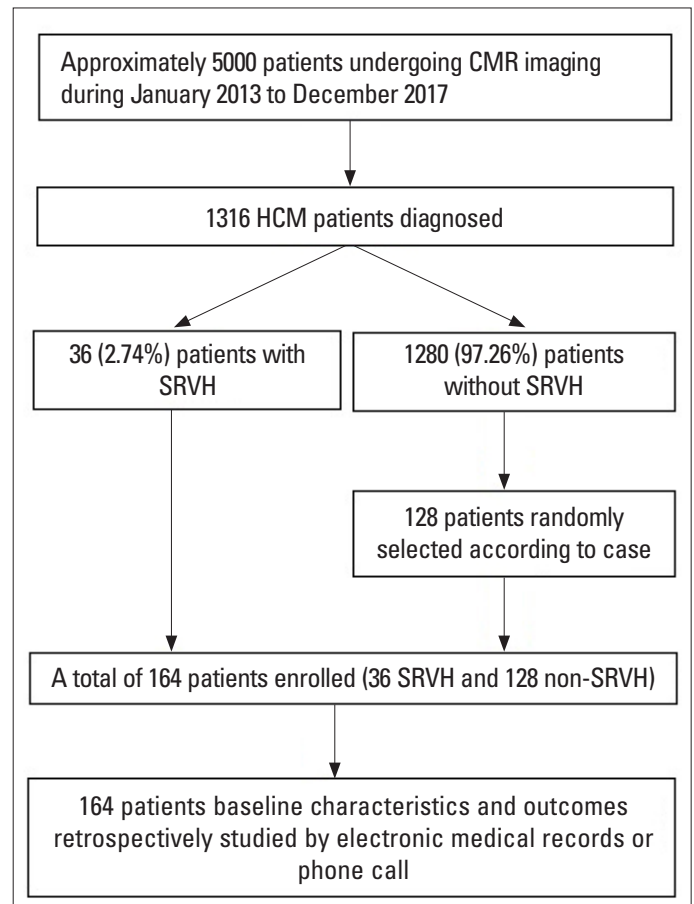 Approximately 5000 patients undergoing CMR imaging
during January 2013 to December 2017
1316 HCM patients diagnosed
36 (2.74%) patients with
SRVH
1280 (97.26%) patients
without SRVH
128 patients randomly
selected according to case
A total of 164 patients enrolled (36 SRVH and 128 non-SRVH)
164 patients baseline characteristics and outcomes
retrospectively studied by electronic medical records or
phone call